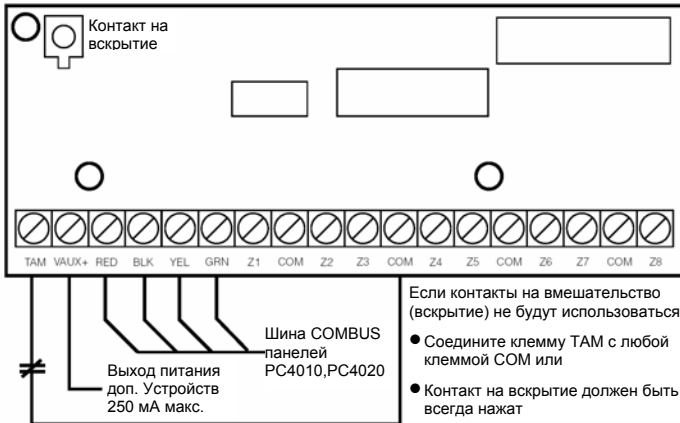 Контакт на
вскрытие
TAM VAUX+ RED BLK YEL GRN Z1 COM Z2 Z3 COM Z4 Z5 COM Z6 Z7 COM Z8
Выход питания
доп. Устройств
250 мА макс.
Шина COMBUS
панелей
PC4010,PC4020
Если контакты на вмешательство
(вскрытие) не будут использоваться
● Соедините клемму TAM с любой
клеммой COM или
● Контакт на вскрытие должен быть
всегда нажат